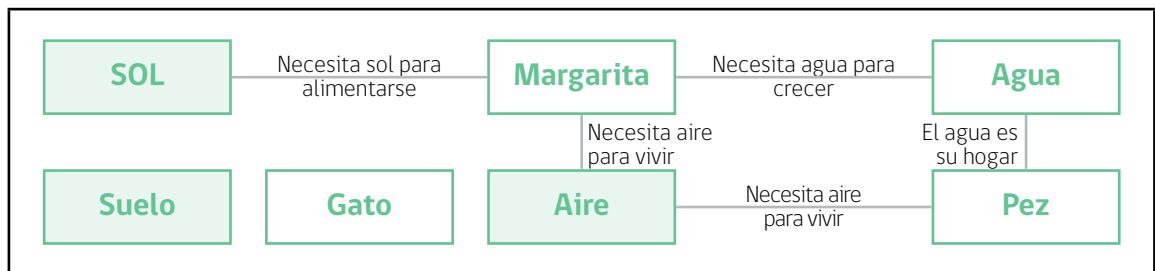 SOL
Necesita sol para
alimentarse
Margarita
Necesita agua para
crecer
Agua
Necesita aire
para vivir
El agua es
su hogar
Suelo
Gato
Aire
Necesita aire
para vivir
Pez